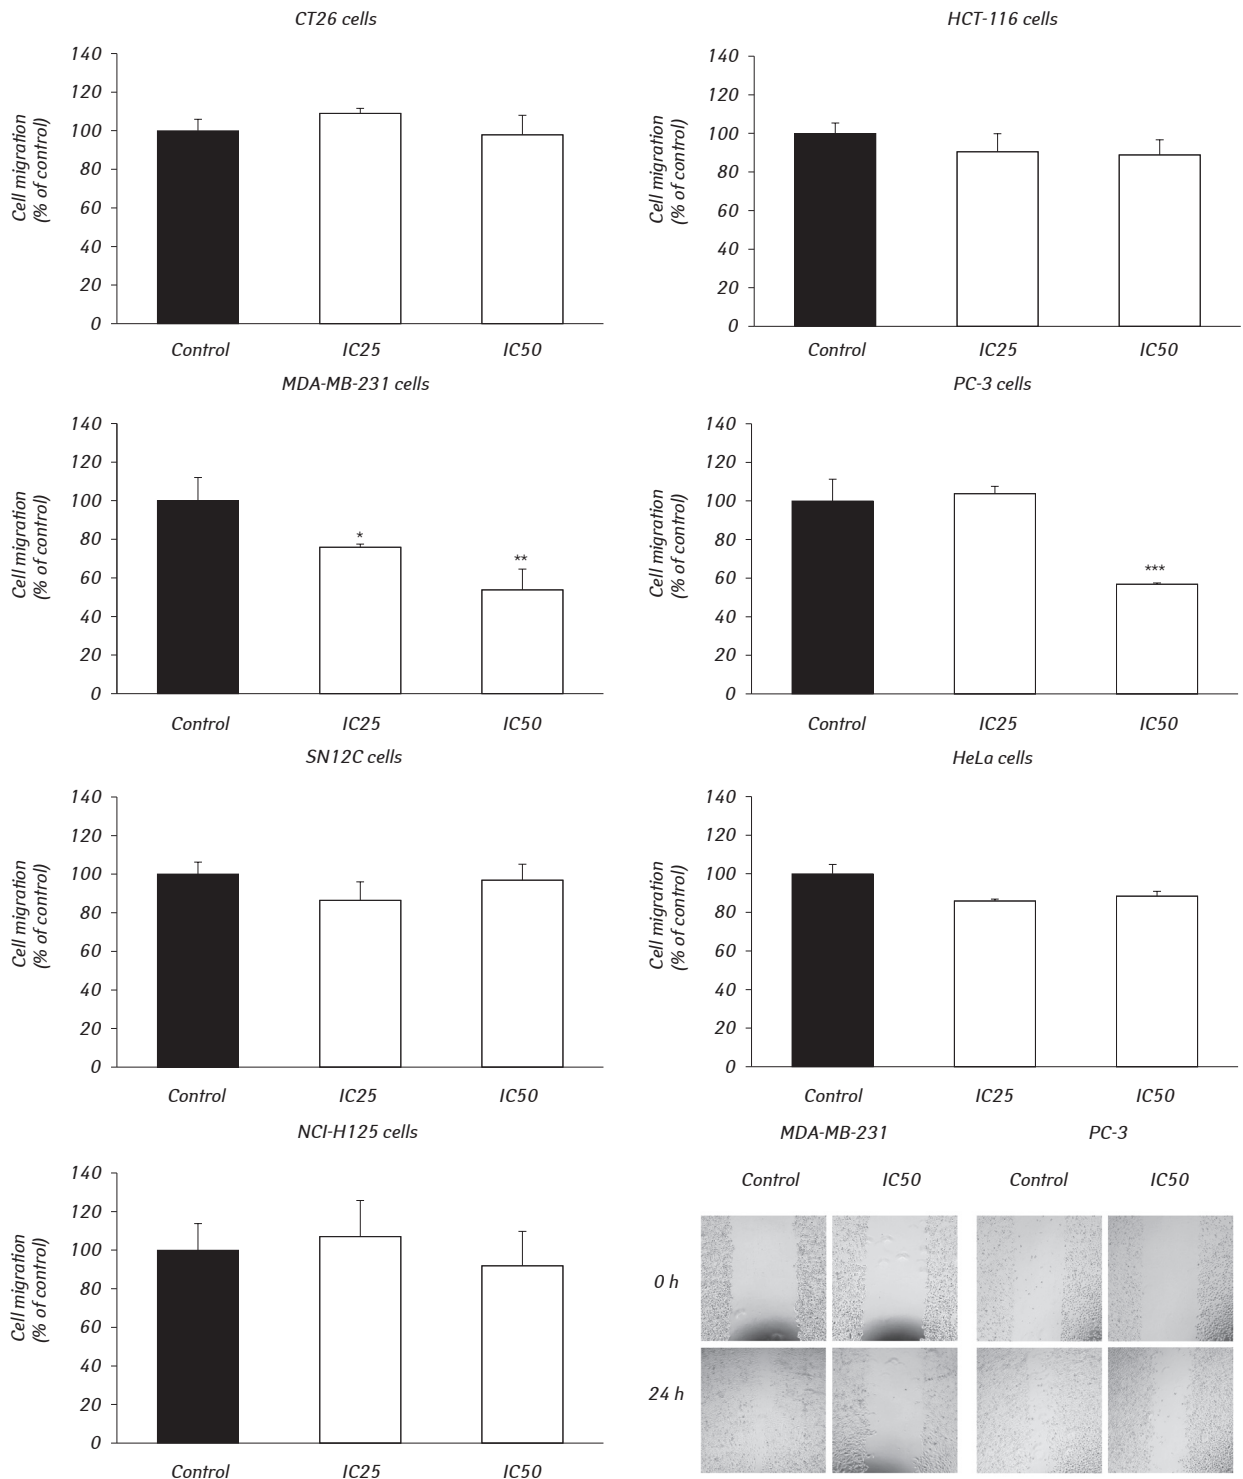 CT26 cells
140
120
100
80
60
40
20
0
Cell migration
(% of control)
Control IC25 IC50
HCT-116 cells
140
120
100
80
60
40
20
0
Cell migration
(% of control)
Control IC25 IC50
MDA-MB-231 cells
140
120
100
80
60
40
20
0
Cell migration
(% of control)
*
**
Control IC25 IC50
PC-3 cells
140
120
100
80
60
40
20
0
Cell migration
(% of control)
***
Control IC25 IC50
SN12C cells
140
120
100
80
60
40
20
0
Cell migration
(% of control)
Control IC25 IC50
HeLa cells
140
120
100
80
60
40
20
0
Cell migration
(% of control)
Control IC25 IC50
NCI-H125 cells
140
120
100
80
60
40
20
0
Cell migration
(% of control)
Control IC25 IC50
MDA-MB-231 PC-3
Control IC50 Control IC50
0 h
24 h